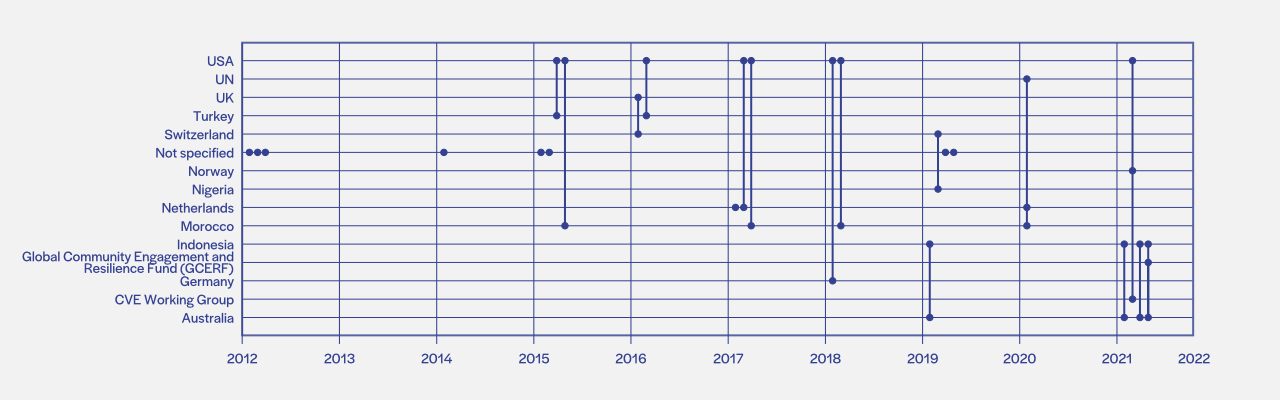 USA
UN
UK
Turkey
Switzerland
Not specified
Norway
Nigeria
Netherlands
Morocco
Indonesia
Global Community Engagement and
Resilience Fund (GCERF)
Germany
CVE Working Group
Australia
2012 2013 2014 2015 2016 2017 2018 2019 2020 2021 2022